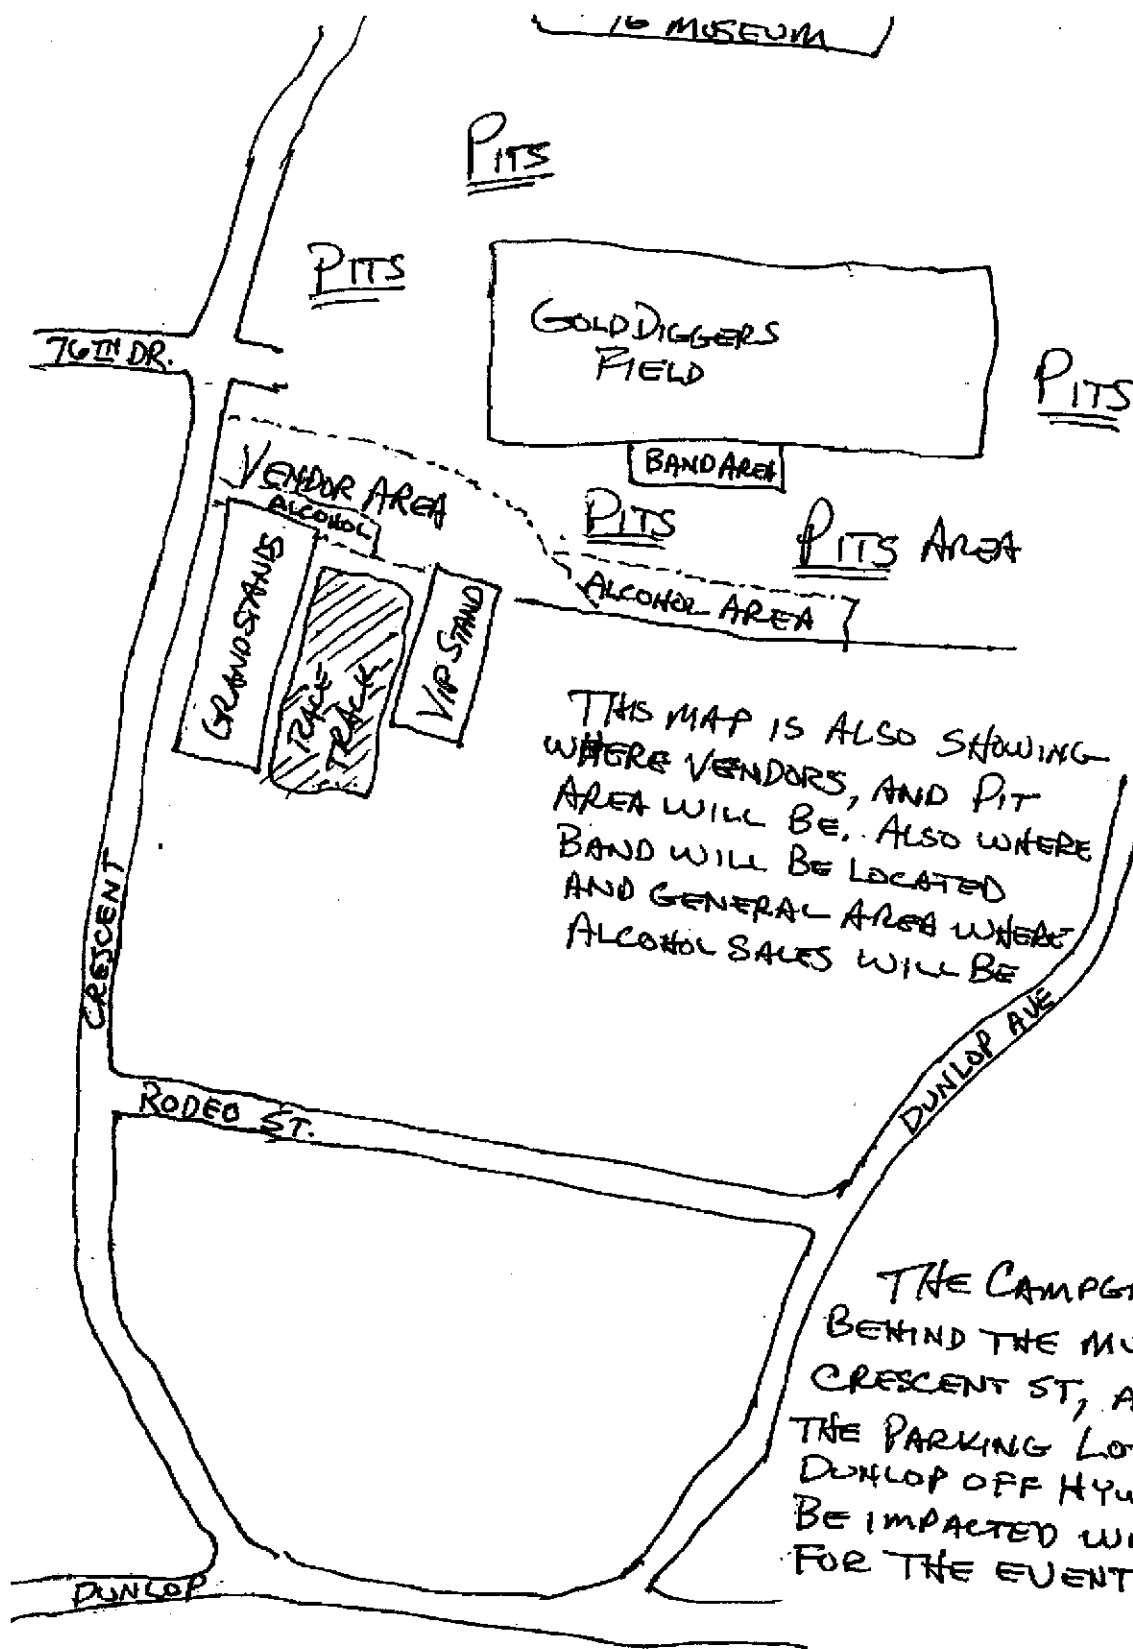 76 MUSEUM
PITS
PITS
GOLD DIGGERS
FIELD
76TH DR.
PITS
BAND AREA
VENDOR AREA
ALCOHOL
PITS
PITS AREA
ALCOHOL AREA
GRANDSTANDS
RACE
TRACK
VIP STAND
THIS MAP IS ALSO SHOWING
WHERE VENDORS, AND PIT
AREA WILL BE. ALSO WHERE
BAND WILL BE LOCATED
AND GENERAL AREA WHERE
ALCOHOL SALES WILL BE
CRESCENT
DUNLOP AVE
RODEO ST.
THE
BEHIND THE
CRESCENT ST,
THE PARKING
DUNLOP OFF
BE IMPACTED
FOR THE EVENT
DUNLOP